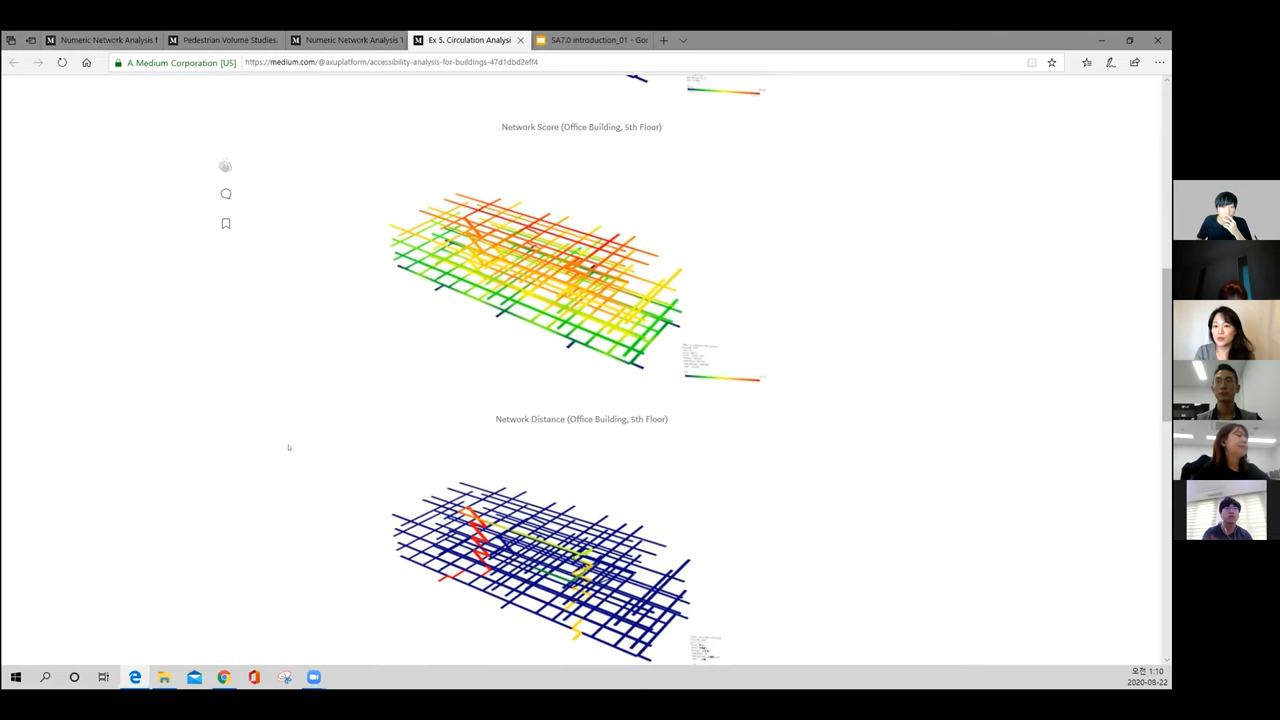 Numeric Network Analysis f
Pedestrian Volume Studies.
Numeric Network Analysis T
Ex 5. Circulation Analysi
SA7.0 introduction_01 - Goo
A Medium Corporation [US]
https://medium.com/@axuplatform/accessibility-analysis-for-buildings-47d1dbd2eff4
Network Score (Office Building, 5th Floor)
Network Distance (Office Building, 5th Floor)
오전 1:10
2020-08-22